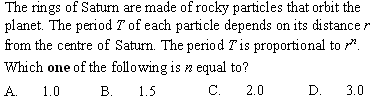 The rings of Saturn are made of rocky particles that orbit the
planet. The period T of each particle depends on its distance r
from the centre of Saturn. The period T is proportional to rⁿ.
Which one of the following is n equal to?
A. 1.0 B. 1.5 C. 2.0 D. 3.0